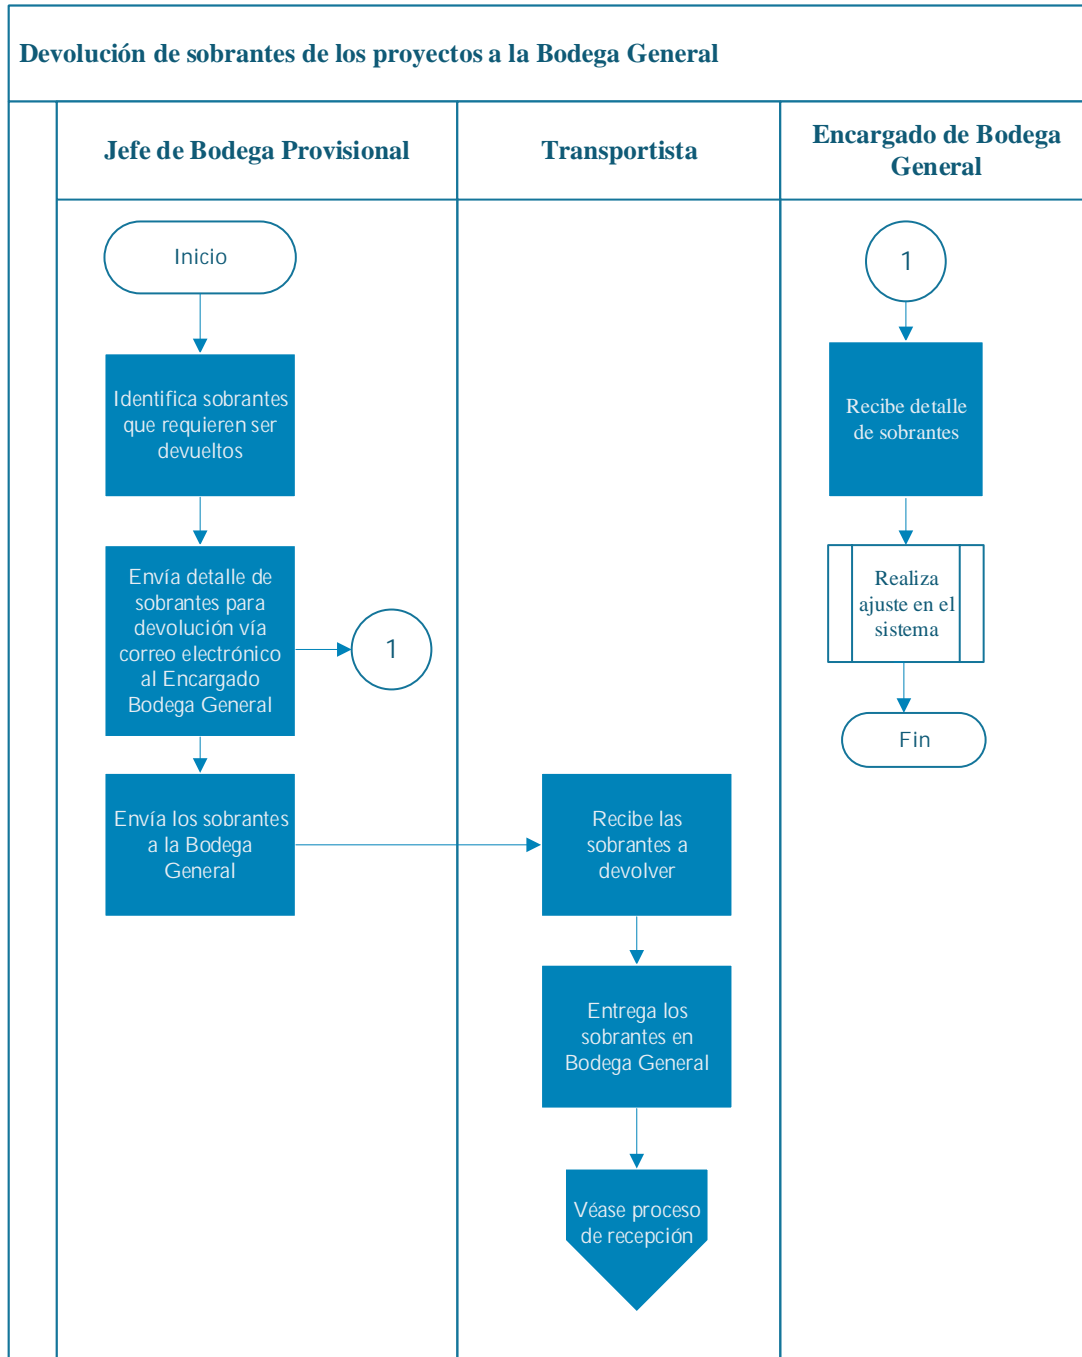 Devolución de sobrantes de los proyectos a la Bodega General
Jefe de Bodega Provisional
Transportista
Encargado de Bodega
General
Inicio
Identifica sobrantes
que requieren ser
devueltos
Envía detalle de
sobrantes para
devolución vía
correo electrónico
al Encargado
Bodega General
1
Envía los sobrantes
a la Bodega
General
Recibe las
sobrantes a
devolver
Entrega los
sobrantes en
Bodega General
Véase proceso
de recepción
1
Recibe detalle
de sobrantes
Realiza
ajuste en el
sistema
Fin